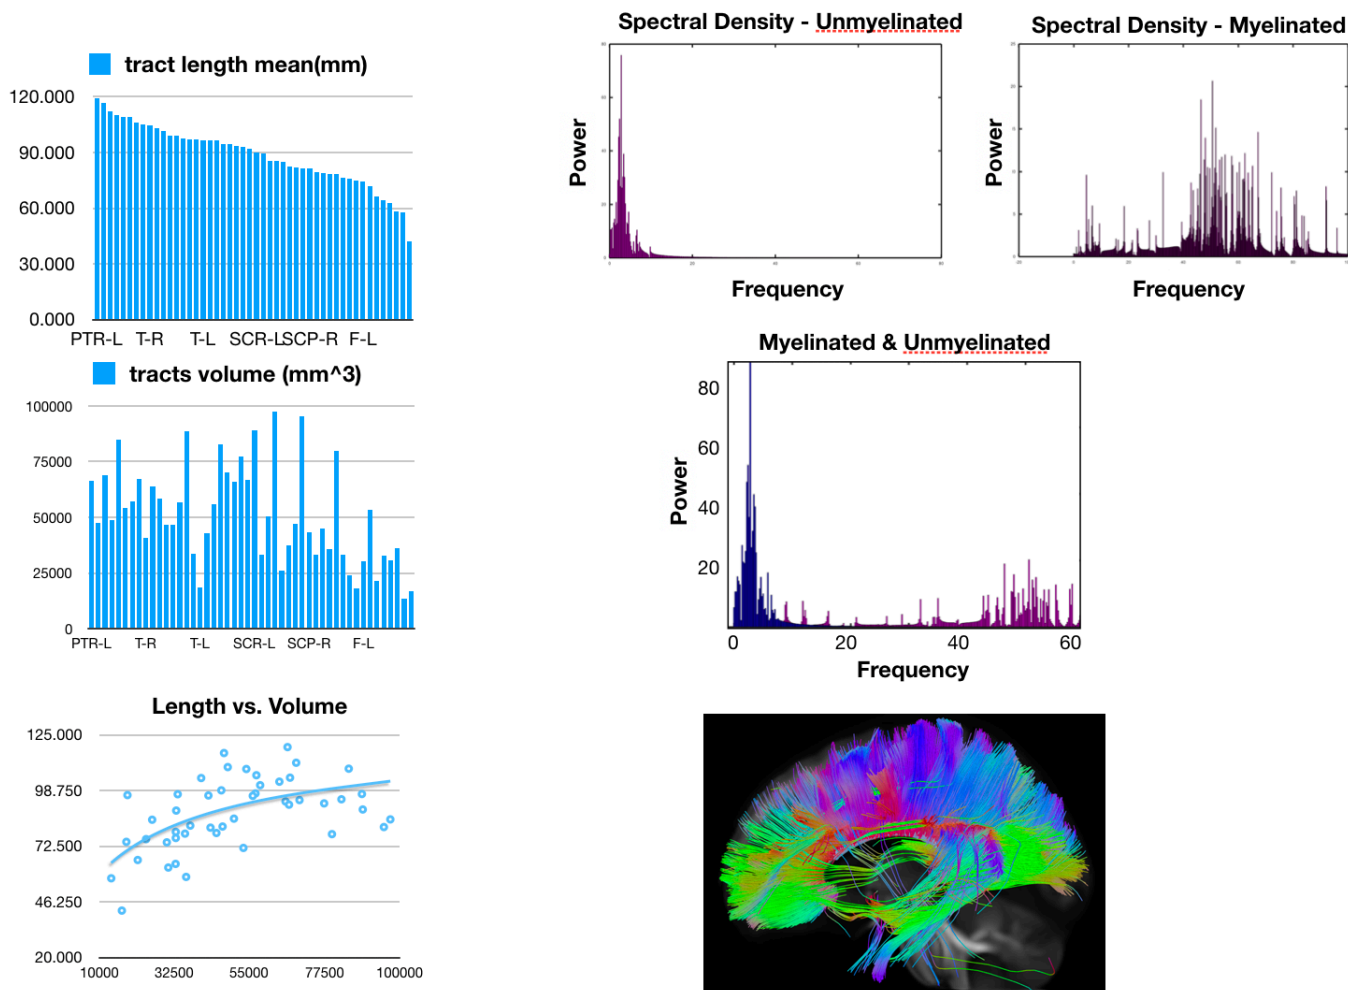 tract length mean(mm)
120.000
90.000
60.000
30.000
0.000
PTR-L T-R T-L SCR-L SCP-R F-L
tracts volume (mm^3)
100000
75000
50000
25000
0
PTR-L T-R T-L SCR-L SCP-R F-L
Length vs. Volume
125.000
98.750
72.500
46.250
20.000
10000 32500 55000 77500 100000
Spectral Density - Unmyelinated
Power
Frequency
Spectral Density - Myelinated
Power
Frequency
Myelinated & Unmyelinated
80
60
40
20
Power
0 20 40 60
Frequency